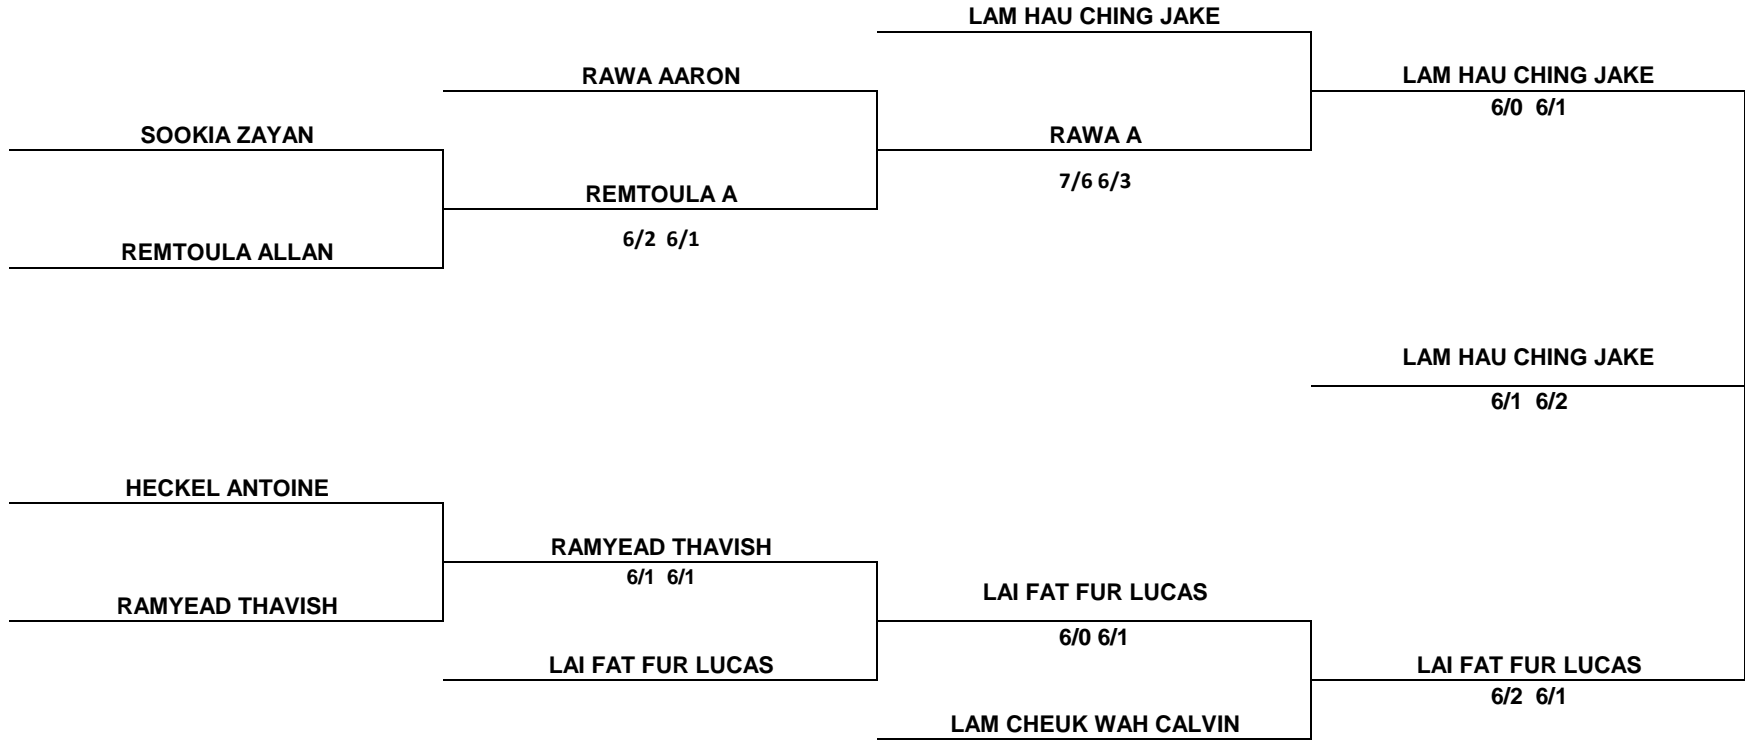 LAM HAU CHING JAKE
RAWA AARON
LAM HAU CHING JAKE
6/0 6/1
SOOKIA ZAYAN
RAWA A
7/6 6/3
REMTOULA A
6/2 6/1
REMTOULA ALLAN
LAM HAU CHING JAKE
6/1 6/2
HECKEL ANTOINE
RAMYEAD THAVISH
6/1 6/1
RAMYEAD THAVISH
LAI FAT FUR LUCAS
6/0 6/1
LAI FAT FUR LUCAS
LAI FAT FUR LUCAS
6/2 6/1
LAM CHEUK WAH CALVIN